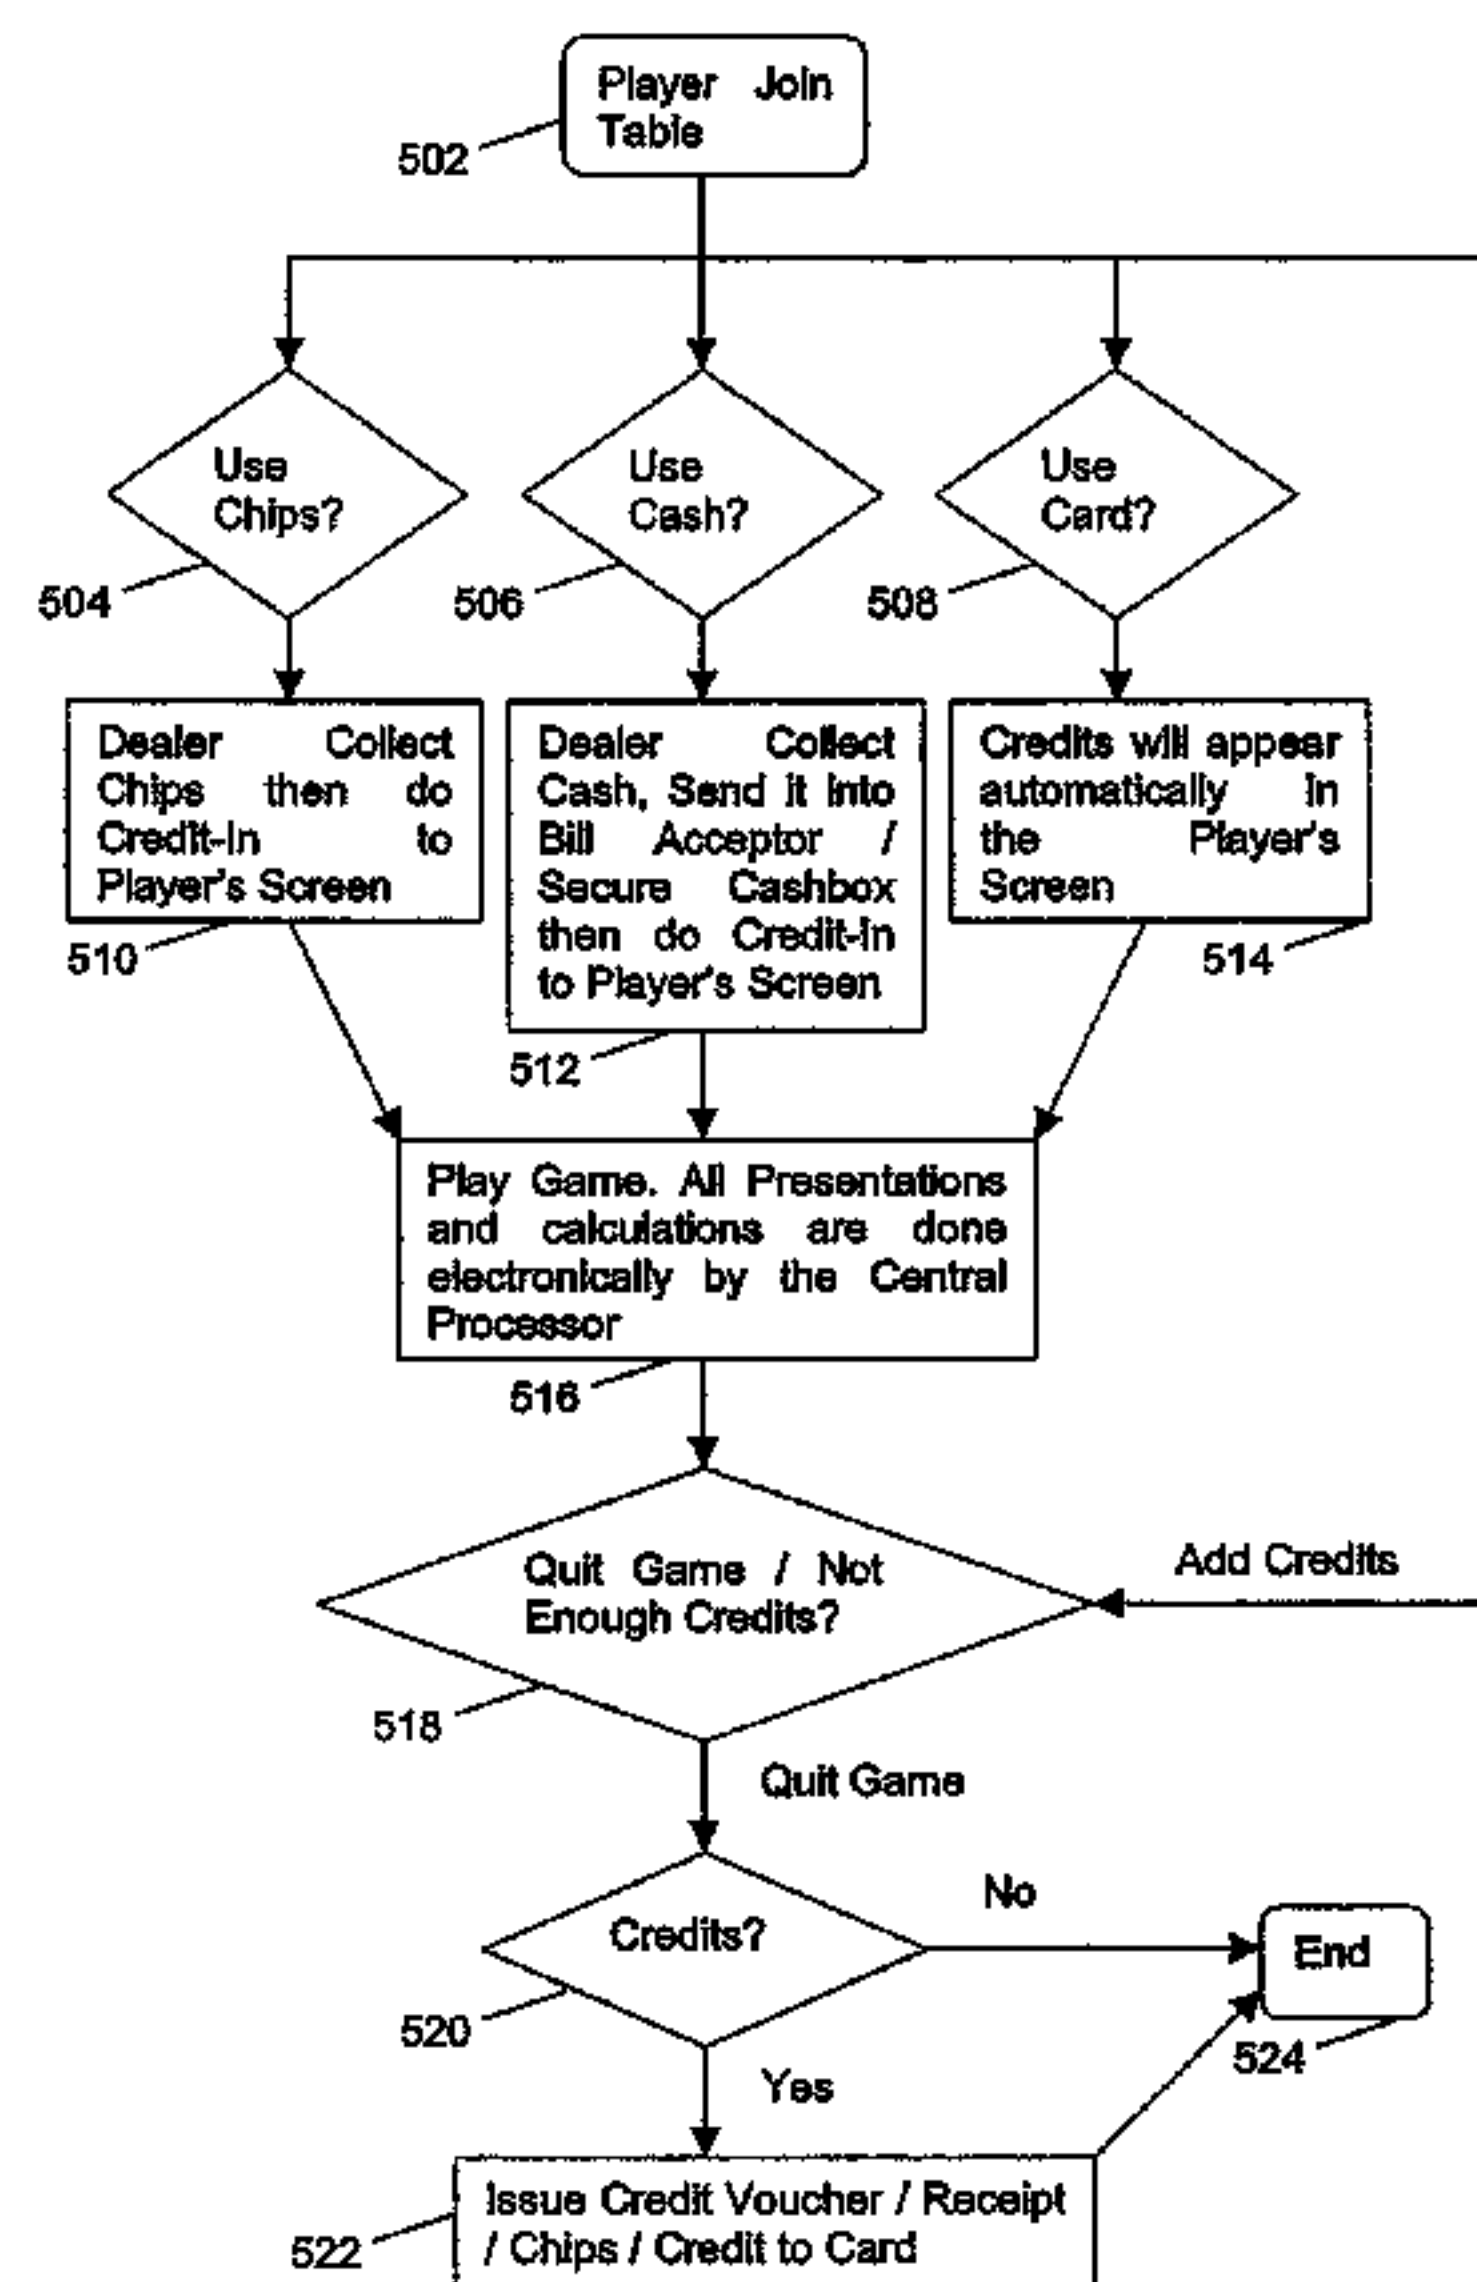 Player Join
Table
502
Use
Chips?
504
Use
Cash?
506
Use
Card?
508
Dealer Collect
Chips then do
Credit-In to
Player's Screen
510
Dealer Collect
Cash, Send it into
Bill Acceptor /
Secure Cashbox
then do Credit-In
to Player's Screen
512
Credits will appear
automatically in
the Player's
Screen
514
Play Game. All Presentations
and calculations are done
electronically by the Central
Processor
516
Quit Game / Not
Enough Credits?
518
Add Credits
Quit Game
Credits?
520
No
End
524
Yes
Issue Credit Voucher / Receipt
/ Chips / Credit to Card
522